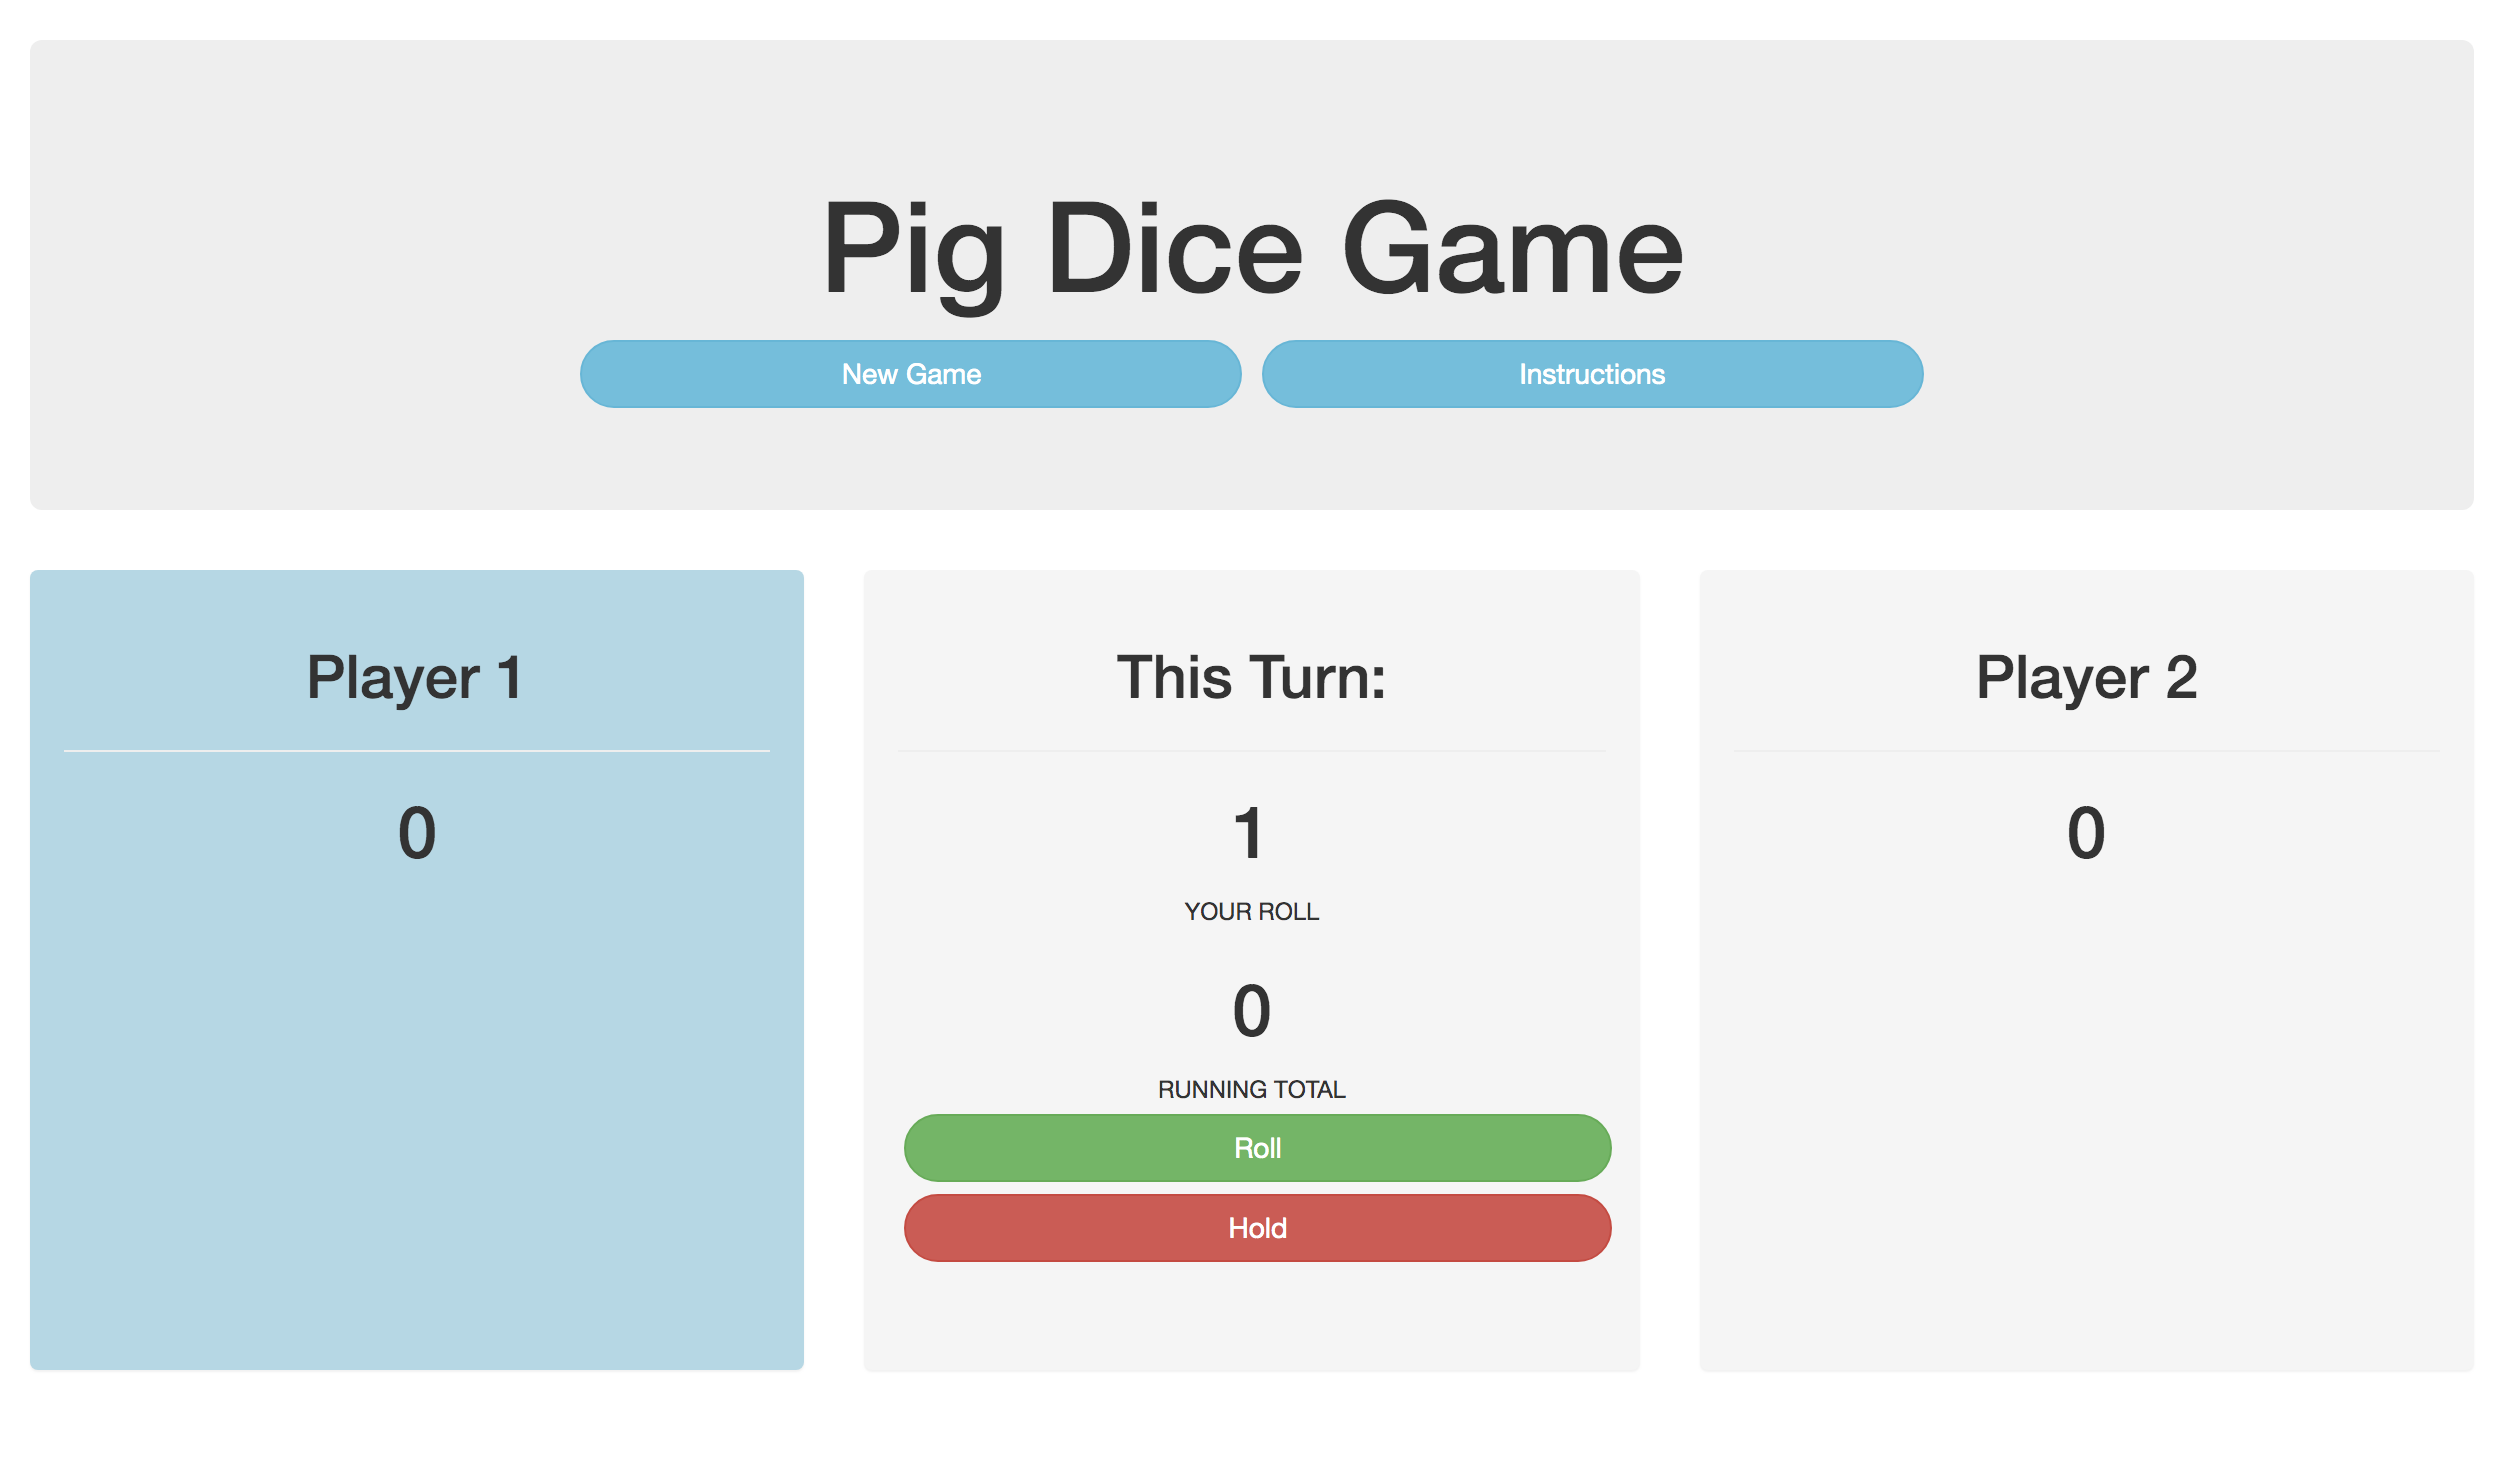 Pig Dice Game
New Game
Instructions
Player 1
0
This Turn:
1
YOUR ROLL
0
RUNNING TOTAL
Roll
Hold
Player 2
0